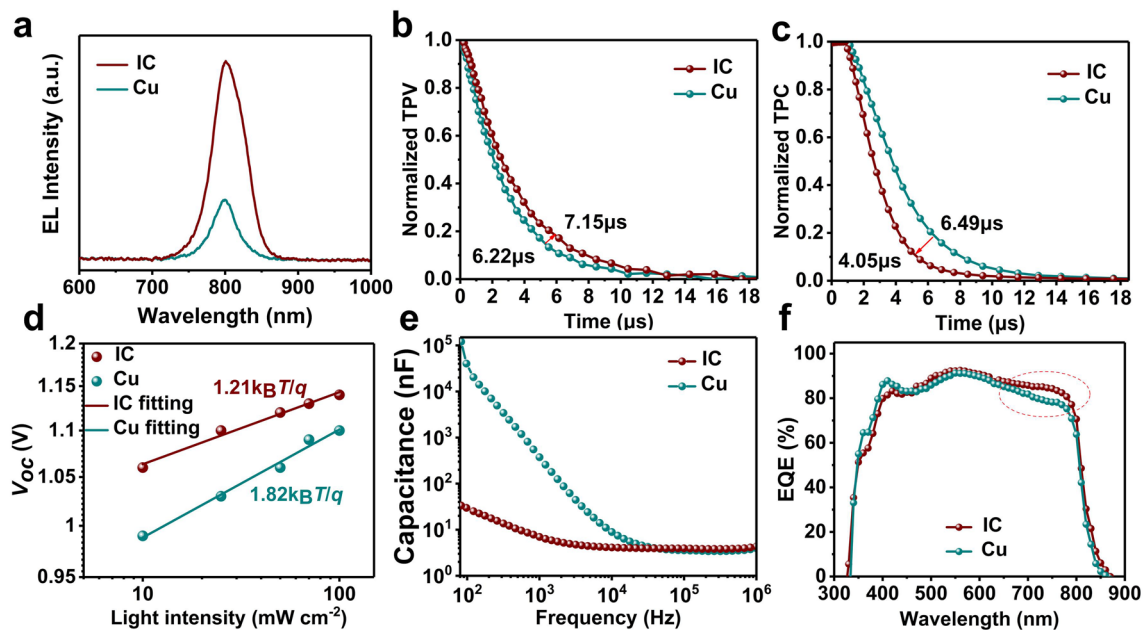 a
EL Intensity (a.u.)
IC
Cu
600 700 800 900 1000
Wavelength (nm)
b
Normalized TPV
1.0
0.8
0.6
0.4
0.2
0.0
IC
Cu
7.15μs
6.22μs
0 2 4 6 8 10 12 14 16 18
Time (μs)
c
Normalized TPC
1.0
0.8
0.6
0.4
0.2
0.0
IC
Cu
6.49μs
4.05μs
0 2 4 6 8 10 12 14 16 18
Time (μs)
d
Voc (V)
1.2
1.15
1.1
1.05
1
0.95
IC
Cu
IC fitting
Cu fitting
1.21kBT/q
1.82kBT/q
10 100
Light intensity (mW cm-2)
e
Capacitance (nF)
10⁵
10⁴
10³
10²
10¹
10⁰
IC
Cu
10² 10³ 10⁴ 10⁵ 10⁶
Frequency (Hz)
f
EQE (%)
100
80
60
40
20
0
IC
Cu
300 400 500 600 700 800 900
Wavelength (nm)